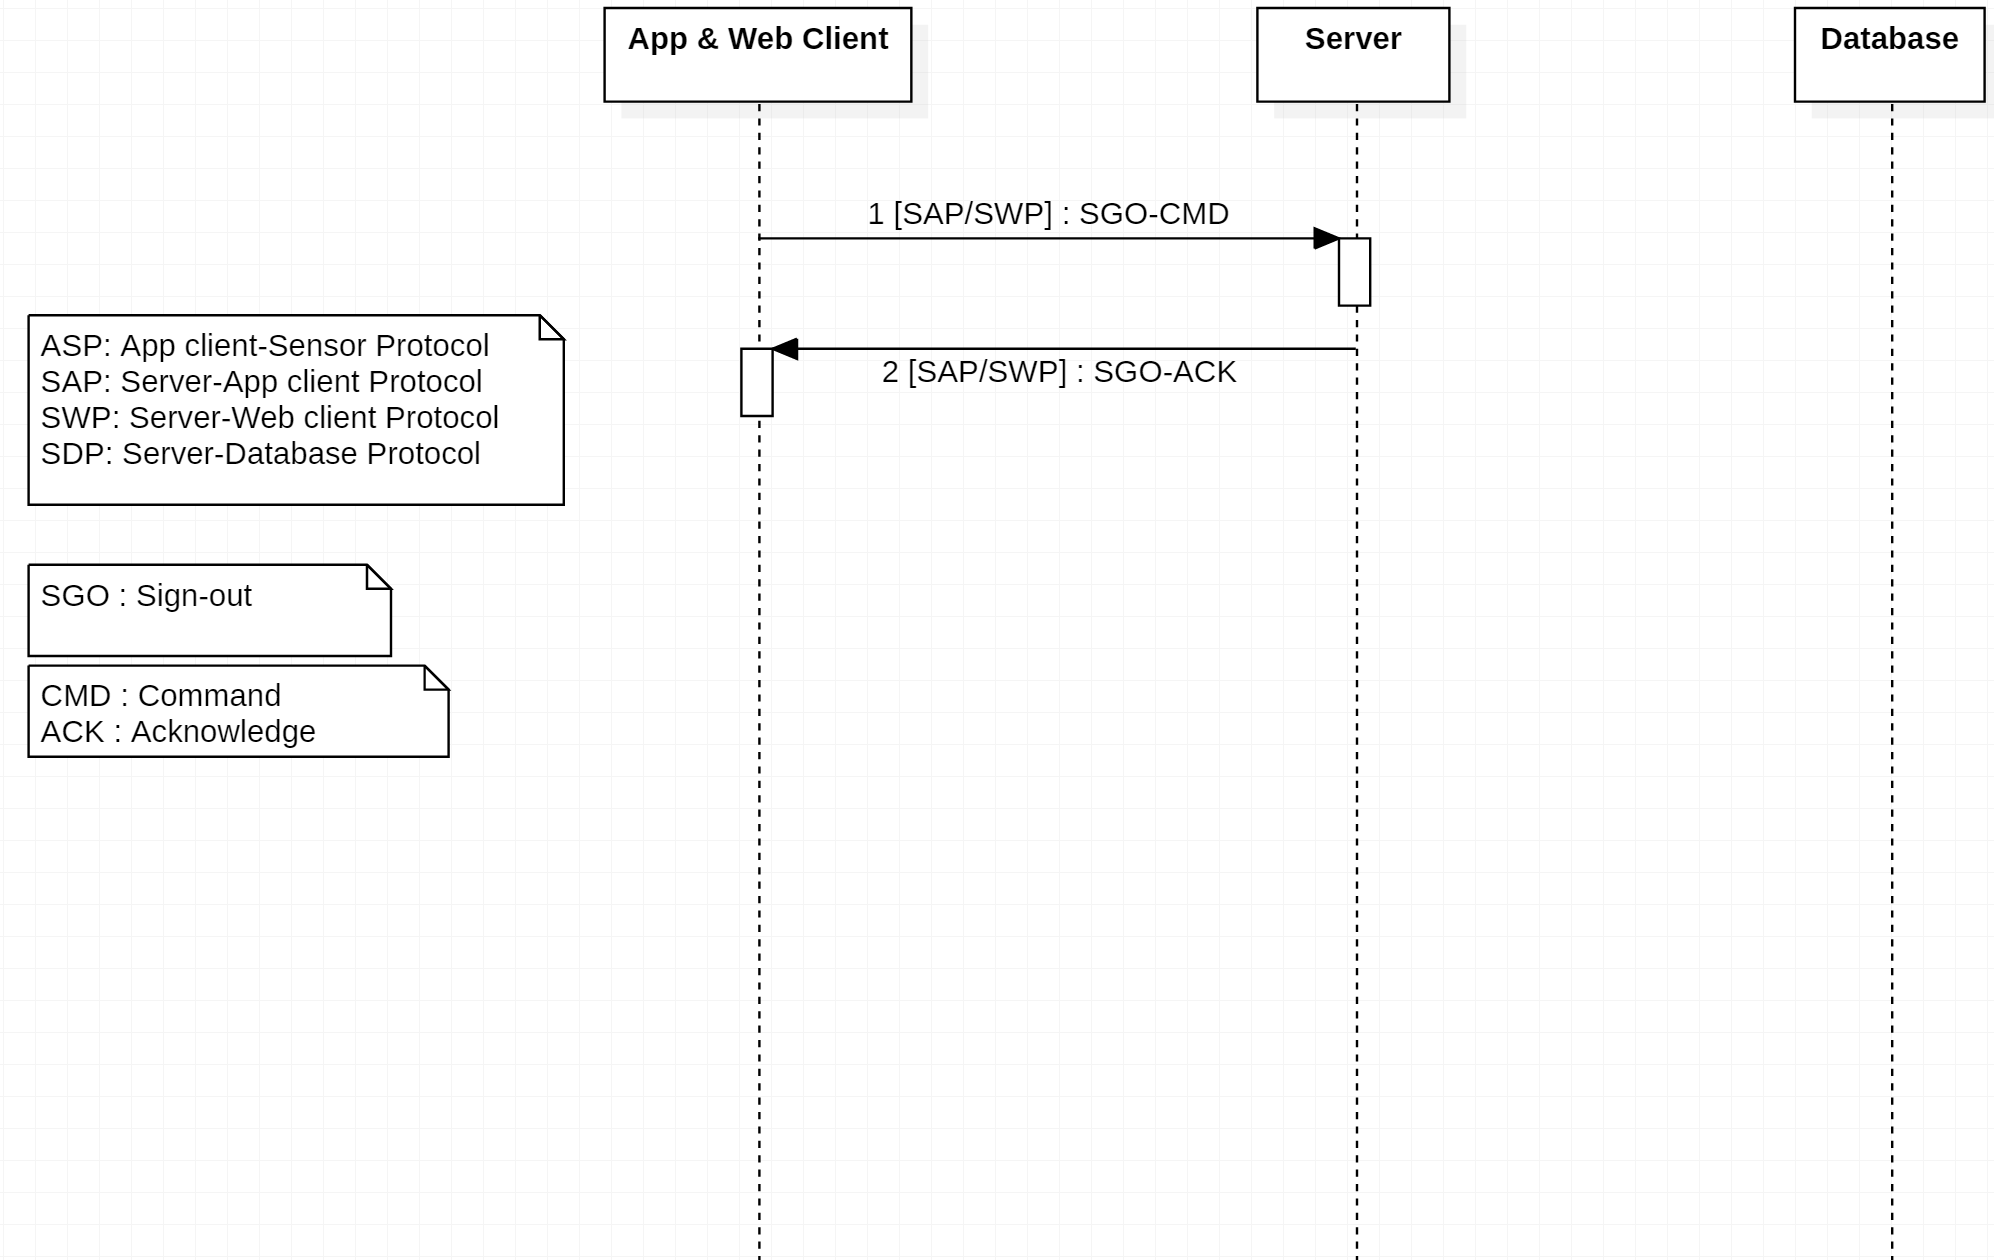 App & Web Client
Server
Database
1 [SAP/SWP] : SGO-CMD
2 [SAP/SWP] : SGO-ACK
ASP: App client-Sensor Protocol
SAP: Server-App client Protocol
SWP: Server-Web client Protocol
SDP: Server-Database Protocol
SGO : Sign-out
CMD : Command
ACK : Acknowledge